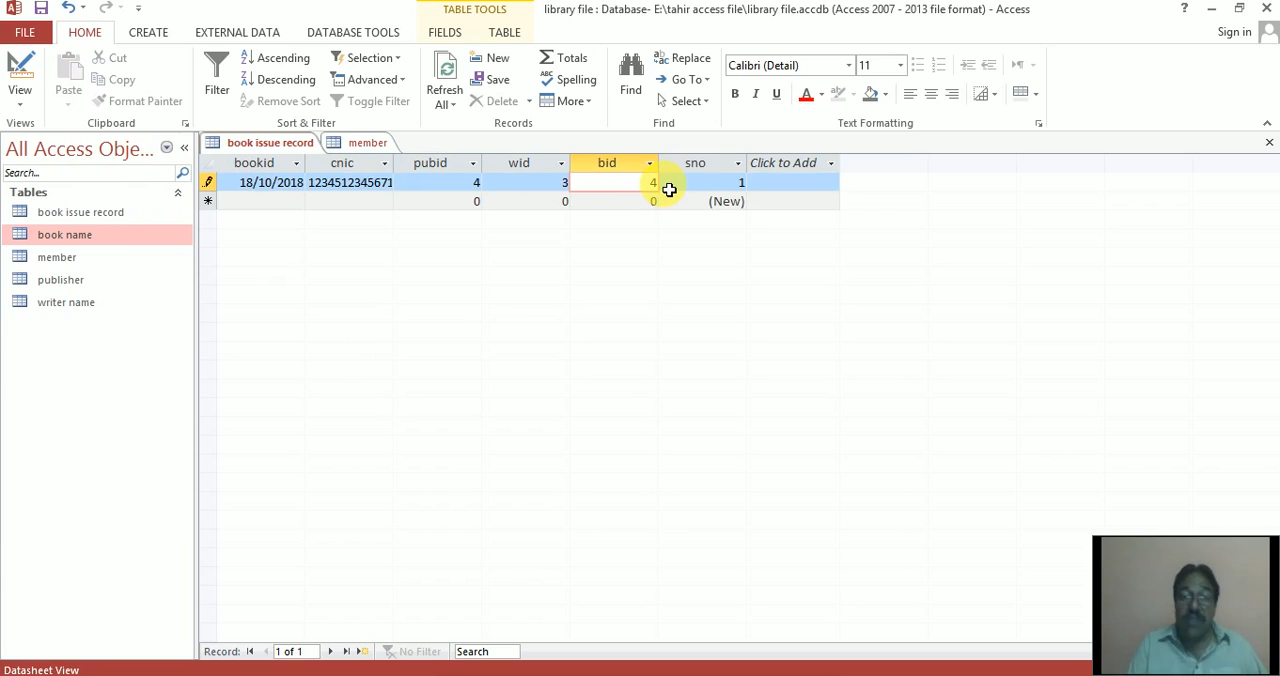 TABLE TOOLS
library file : Database- E:\tahir access file\library file.accdb (Access 2007 - 2013 file format) - Access
FILE HOME CREATE EXTERNAL DATA DATABASE TOOLS FIELDS TABLE Sign in
View
Views
Paste
Cut
Copy
Format Painter
Clipboard
Filter
Ascending
Descending
Remove Sort
Selection
Advanced
Toggle Filter
Sort & Filter
Refresh
All
New
Save
Delete
Totals
Spelling
More
Records
Find
Replace
Go To
Select
Find
Calibri (Detail) 11
B I U A
Text Formatting
All Access Obje...
Search...
Tables
book issue record
book name
member
publisher
writer name
book issue record member
bookid cnic pubid wid bid sno Click to Add
18/10/2018 1234512345671 4 3 4 1
0 0 0 (New)
Record: 1 of 1 No Filter Search
Datasheet View